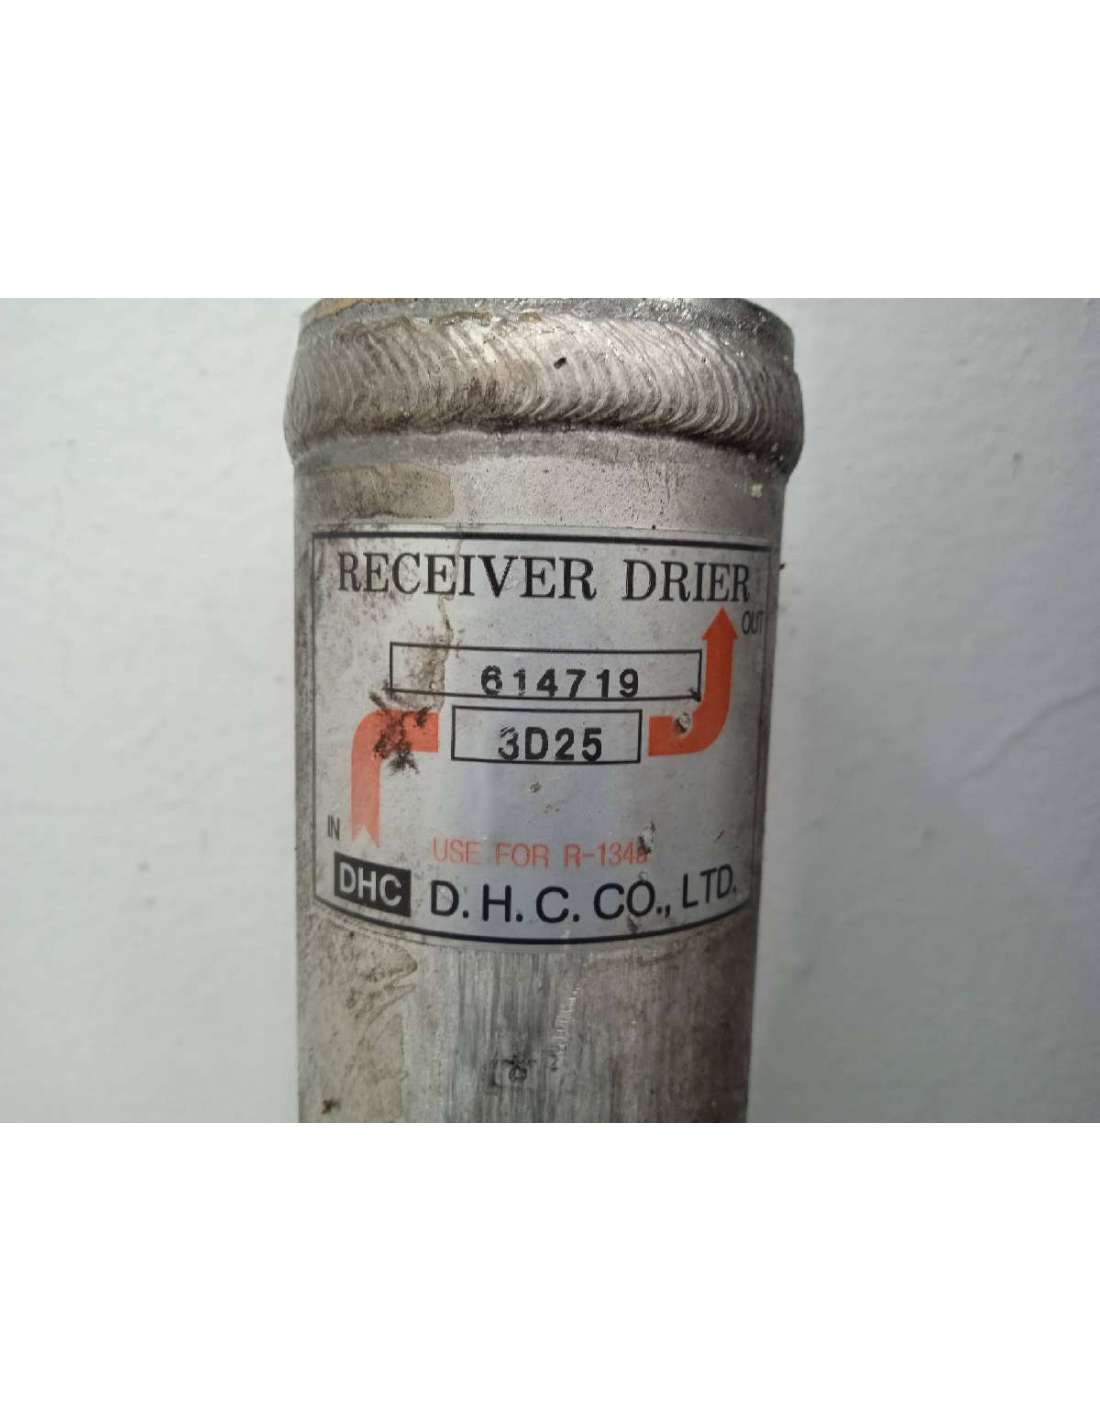 RECEIVER DRIER
OUT
614719
3D25
IN
USE FOR R-134a
DHC D.H.C. CO., LTD.